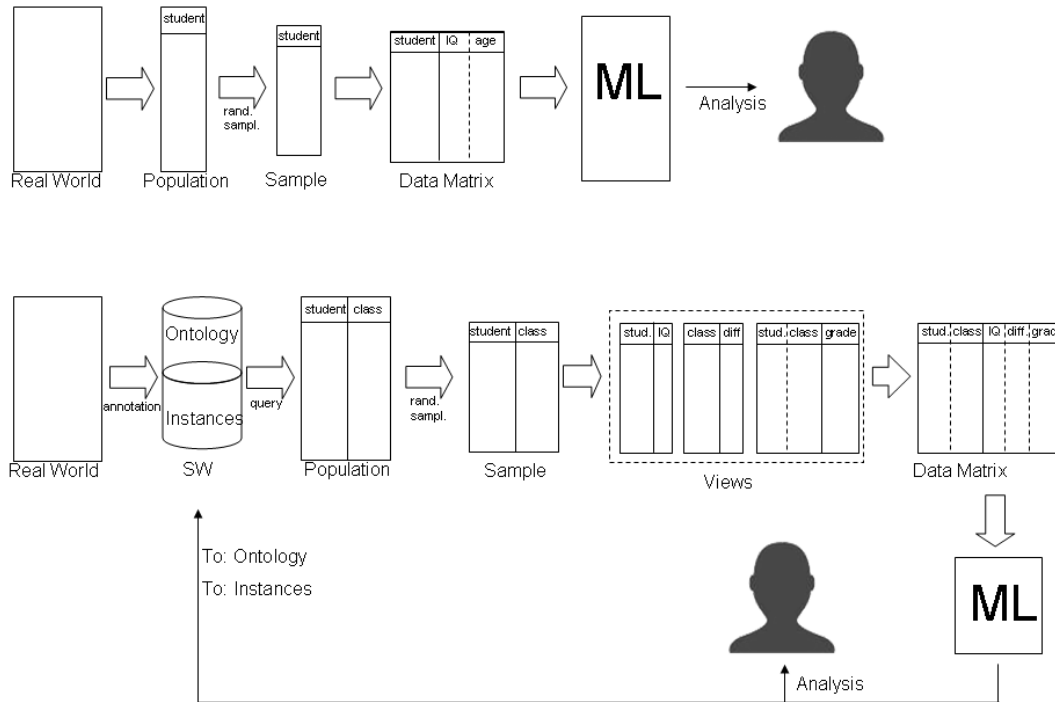 student
student
student IQ age
ML
rand.
sampl.
Analysis
Real World
Population
Sample
Data Matrix
student class
student class
stud. IQ
class diff
stud. class grade
stud. class IQ diff. grad
Ontology
Instances
annotation
query
rand.
sampl.
Real World
SW
Population
Sample
Views
Data Matrix
To: Ontology
To: Instances
ML
Analysis